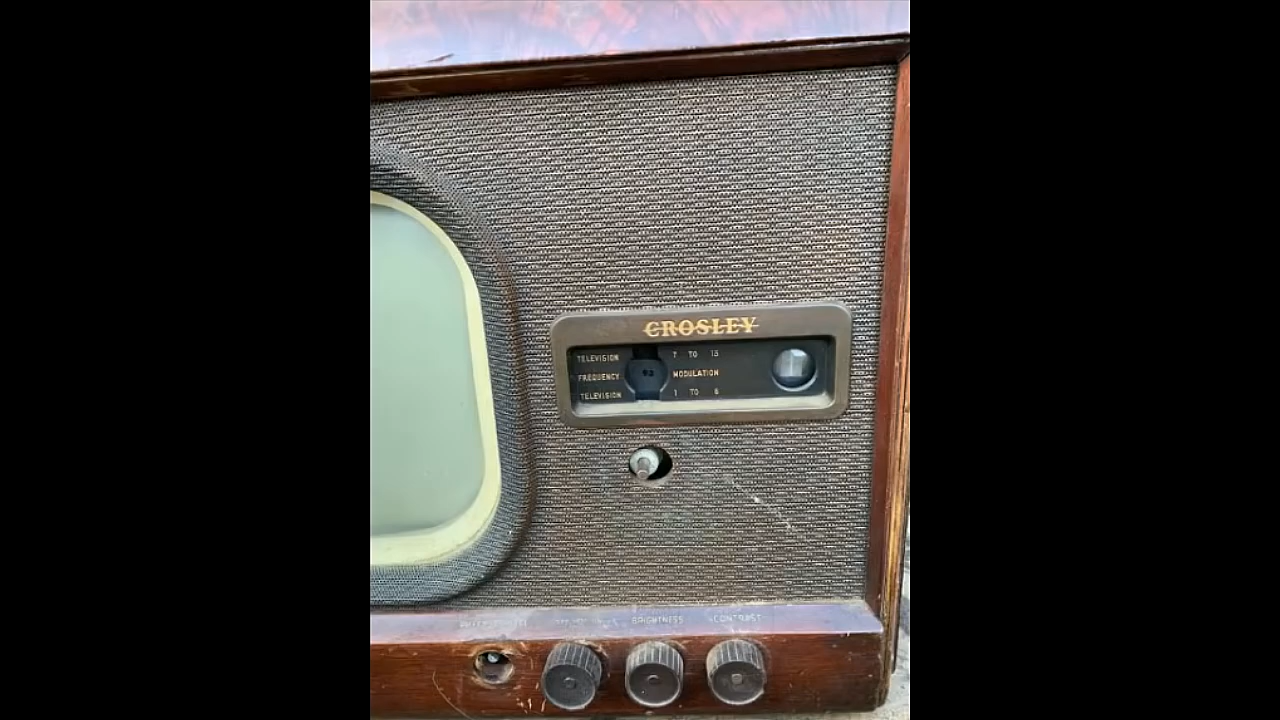 CROSLEY
TELEVISION 7 TO 13
FREQUENCY MODULATION
TELEVISION 1 TO 6
BRIGHTNESS CONTRAST